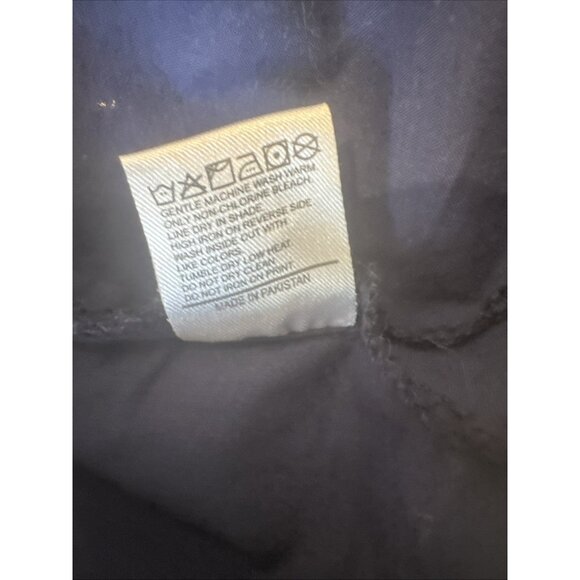 GENTLE MACHINE WASH WARM
ONLY NON-CHLORINE BLEACH.
LINE DRY IN SHADE
HIGH IRON ON REVERSE SIDE
WASH INSIDE OUT WITH
LIKE COLORS.
TUMBLE DRY LOW HEAT
DO NOT DRY CLEAN
DO NOT IRON ON PRINT.
MADE IN PAKISTAN